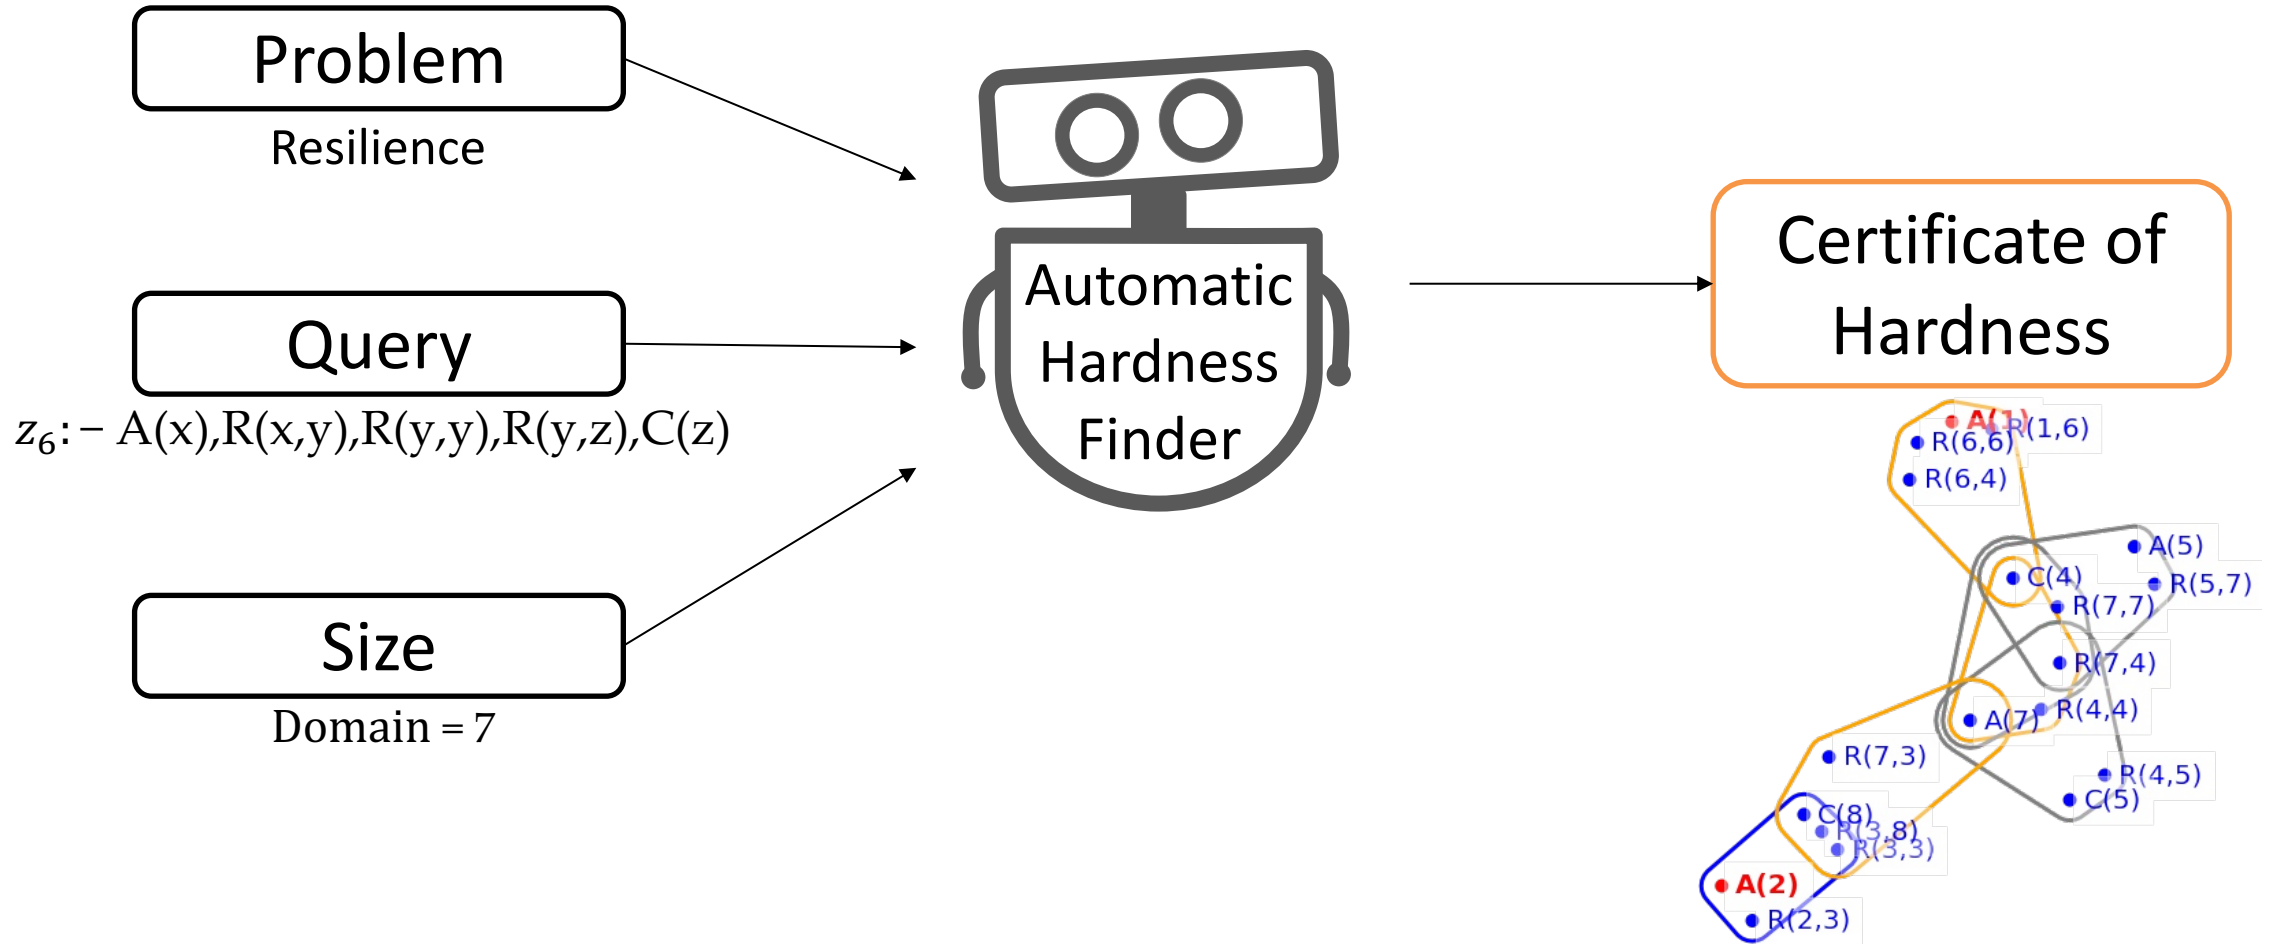 Problem
Resilience
Query
z₆:− A(x),R(x,y),R(y,y),R(y,z),C(z)
Size
Domain = 7
Automatic
Hardness
Finder
Certificate of
Hardness
A(1)
R(1,6)
R(6,6)
R(6,4)
A(5)
C(4)
R(5,7)
R(7,7)
R(7,4)
R(4,4)
A(7)
R(7,3)
R(4,5)
C(5)
C(8)
R(3,8)
R(3,3)
A(2)
R(2,3)